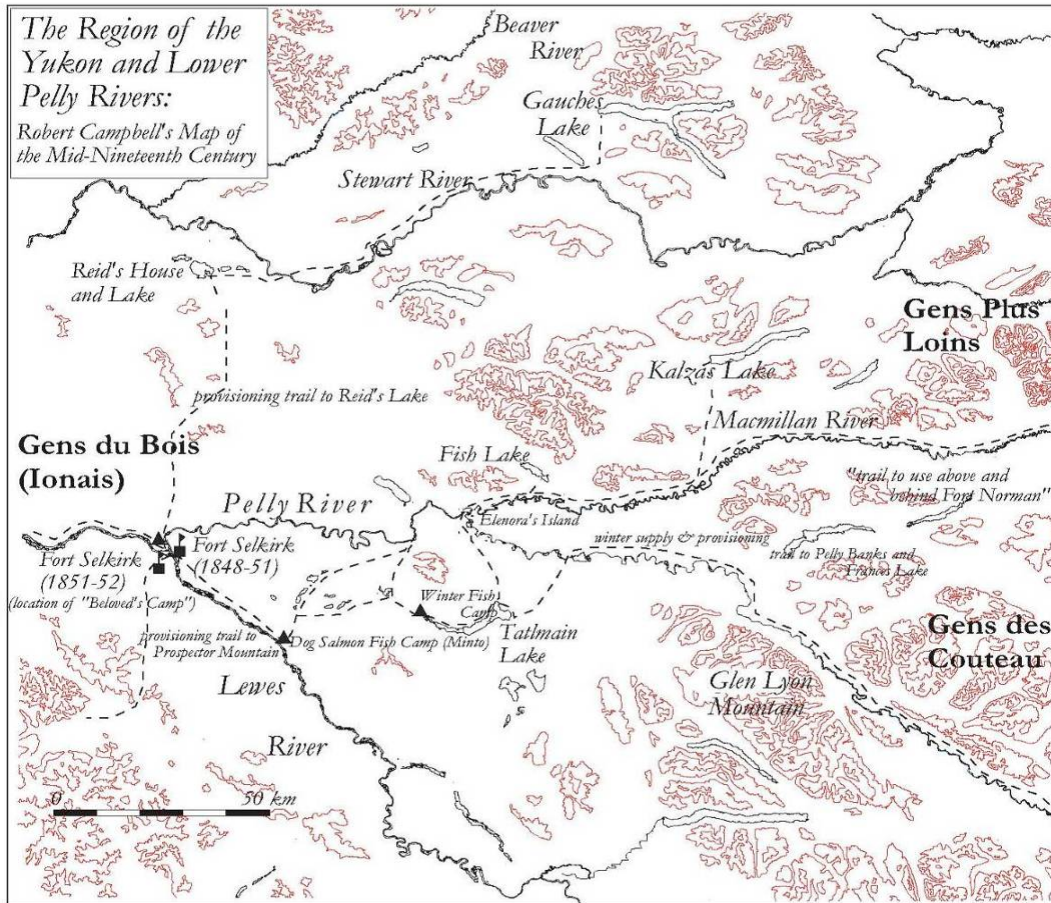 The Region of the
Yukon and Lower
Pelly Rivers:
Robert Campbell's Map of
the Mid-Nineteenth Century
Beaver
River
Gauches
Lake
Stewart River
Reid's House
and Lake
Gens Plus
Loins
Kalzas Lake
provisioning trail to Reid's Lake
Macmillan River
Gens du Bois
(Ionais)
Fish Lake
"trail to use above and
behind Fort Norman"
Pelly River
Elenora's Island
winter supply & provisioning
trail to Pelly Banks and
Frances Lake
Fort Selkirk
(1848-51)
Fort Selkirk
(1851-52)
(location of "Beloved's Camp")
Winter Fish
Camp
Tatlmain
Lake
provisioning trail to
Prospector Mountain
Dog Salmon Fish Camp (Minto)
Gens des
Couteau
Glen Lyon
Mountain
Lewes
River
0 50 km